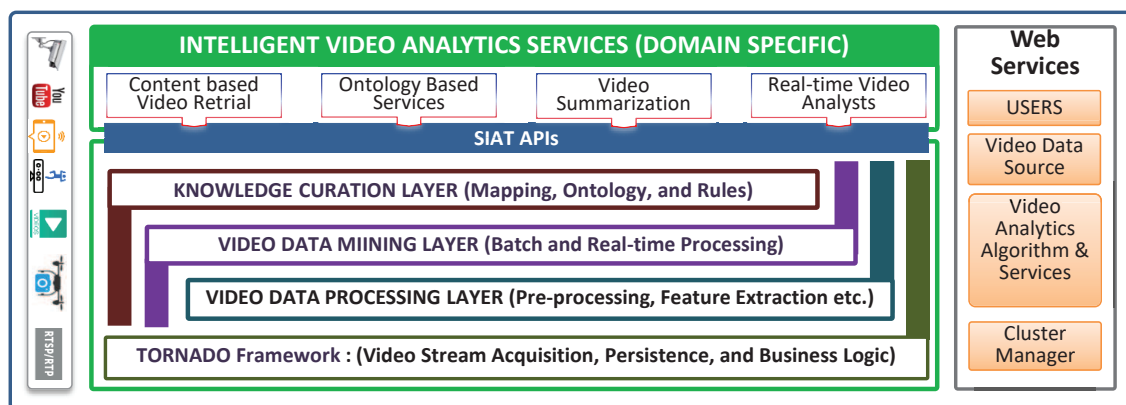 You
Tube
VIDEOS
RTSP/RTP
INTELLIGENT VIDEO ANALYTICS SERVICES (DOMAIN SPECIFIC)
Content based
Video Retrial
Ontology Based
Services
Video
Summarization
Real-time Video
Analysts
SIAT APIs
KNOWLEDGE CURATION LAYER (Mapping, Ontology, and Rules)
VIDEO DATA MIINING LAYER (Batch and Real-time Processing)
VIDEO DATA PROCESSING LAYER (Pre-processing, Feature Extraction etc.)
TORNADO Framework : (Video Stream Acquisition, Persistence, and Business Logic)
Web
Services
USERS
Video Data
Source
Video
Analytics
Algorithm &
Services
Cluster
Manager